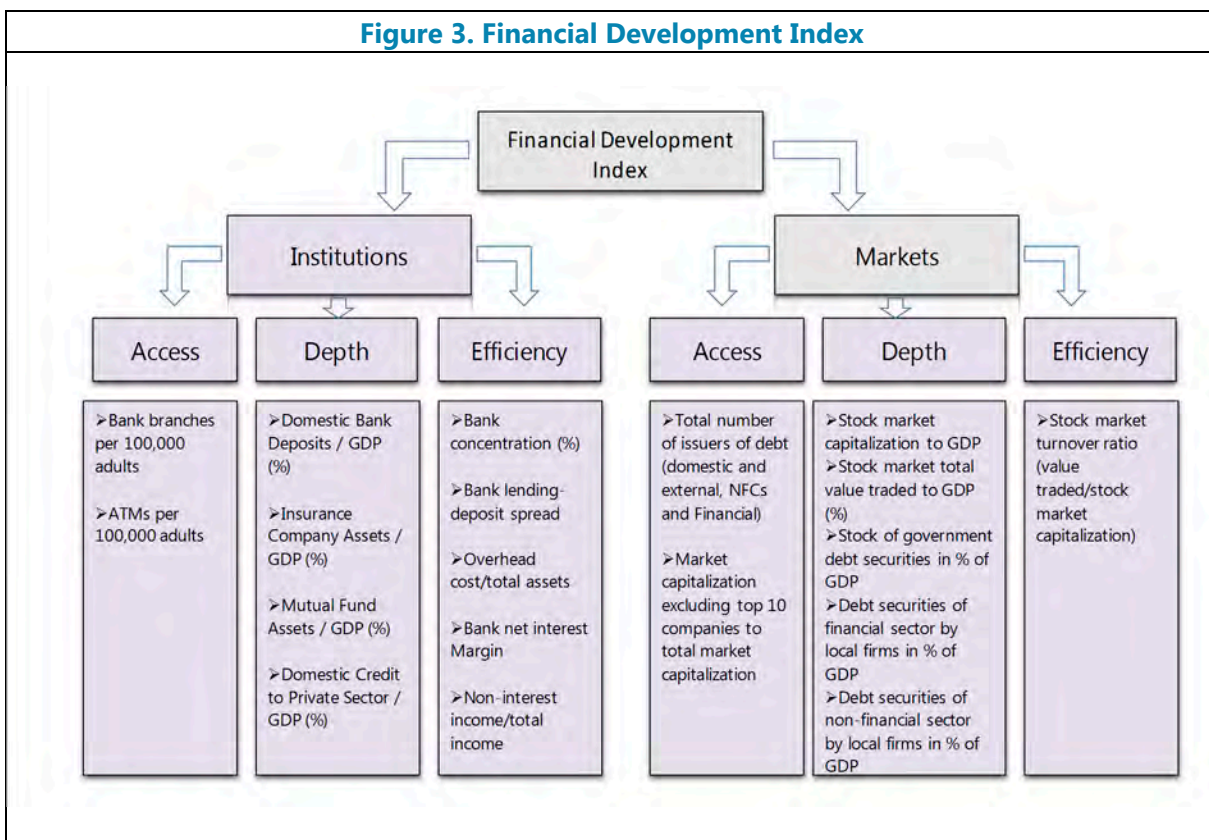 Figure 3. Financial Development Index
Financial Development
Index
Institutions
Markets
Access
Depth
Efficiency
Access
Depth
Efficiency
➢Bank branches
per 100,000
adults
➢ATMs per
100,000 adults
➢Domestic Bank
Deposits / GDP
(%)
➢Insurance
Company Assets /
GDP (%)
➢Mutual Fund
Assets / GDP (%)
➢Domestic Credit
to Private Sector /
GDP (%)
➢Bank
concentration (%)
➢Bank lending-
deposit spread
➢Overhead
cost/total assets
➢Bank net interest
Margin
➢Non-interest
income/total
income
➢Total number
of issuers of debt
(domestic and
external, NFCs
and Financial)
➢Market
capitalization
excluding top 10
companies to
total market
capitalization
➢Stock market
capitalization to GDP
➢Stock market total
value traded to GDP
(%)
➢Stock of government
debt securities in % of
GDP
➢Debt securities of
financial sector by
local firms in % of
GDP
➢Debt securities of
non-financial sector
by local firms in % of
GDP
➢Stock market
turnover ratio
(value
traded/stock
market
capitalization)